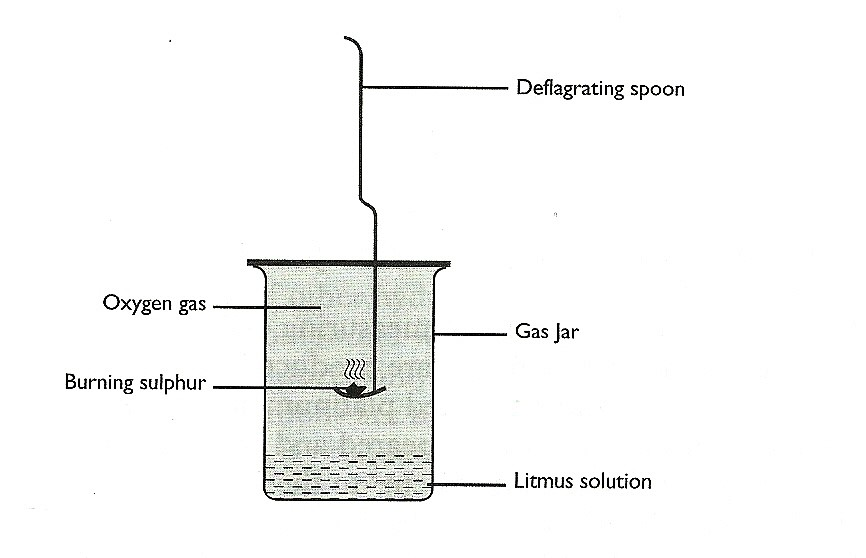 Deflagrating spoon
Oxygen gas
Gas Jar
Burning sulphur
Litmus solution